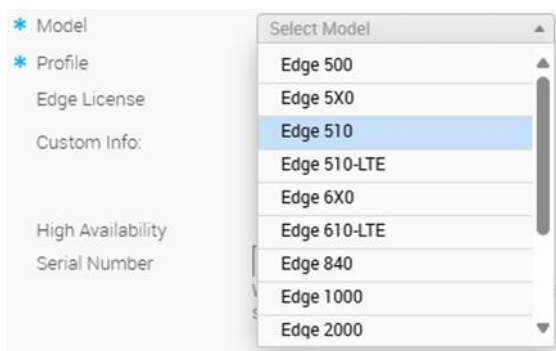 * Model Select Model
* Profile Edge 500
Edge License Edge 5X0
Edge 510
Custom Info: Edge 510-LTE
Edge 6X0
High Availability Edge 610-LTE
Serial Number Edge 840
Edge 1000
Edge 2000